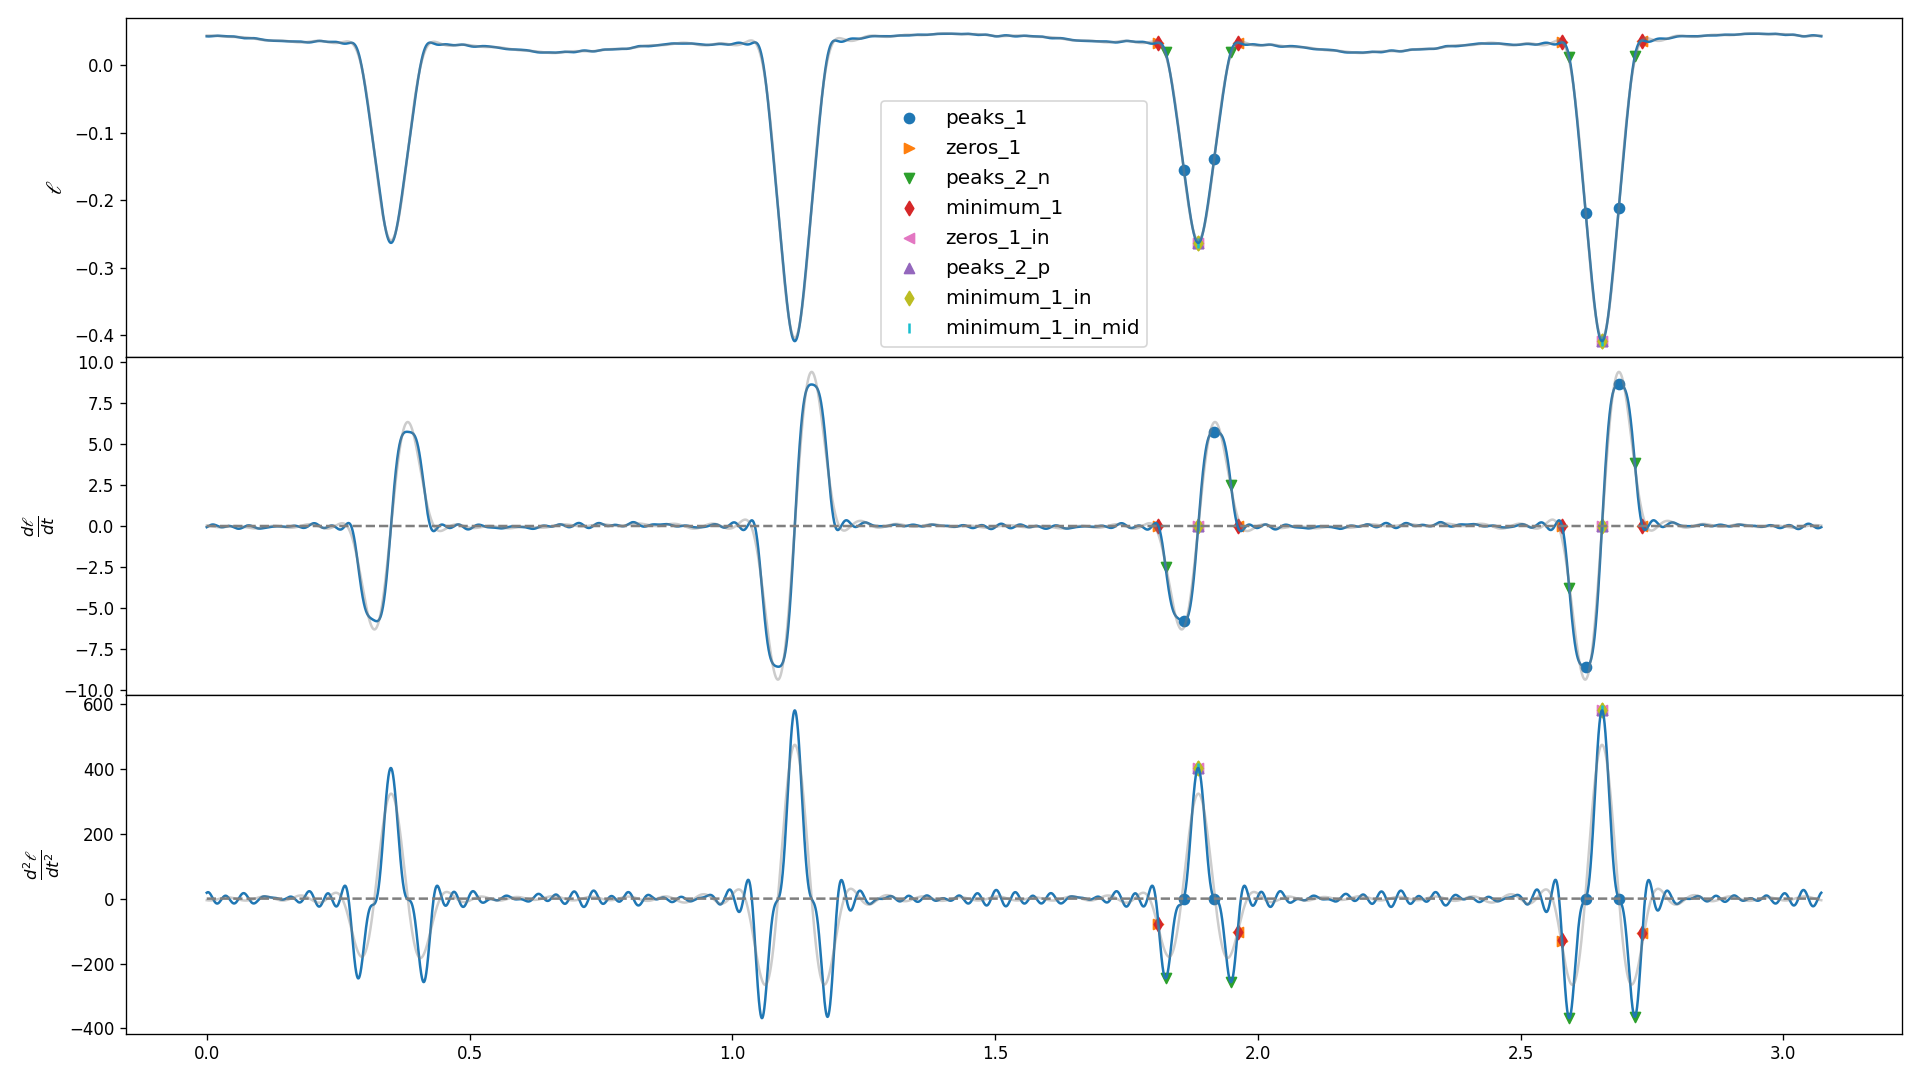 0.0
−0.1
−0.2
−0.3
−0.4
ℓ
peaks_1
zeros_1
peaks_2_n
minimum_1
zeros_1_in
peaks_2_p
minimum_1_in
minimum_1_in_mid
10.0
7.5
5.0
2.5
0.0
−2.5
−5.0
−7.5
−10.0
dℓ
dt
600
400
200
0
−200
−400
d²ℓ
dt²
0.0 0.5 1.0 1.5 2.0 2.5 3.0